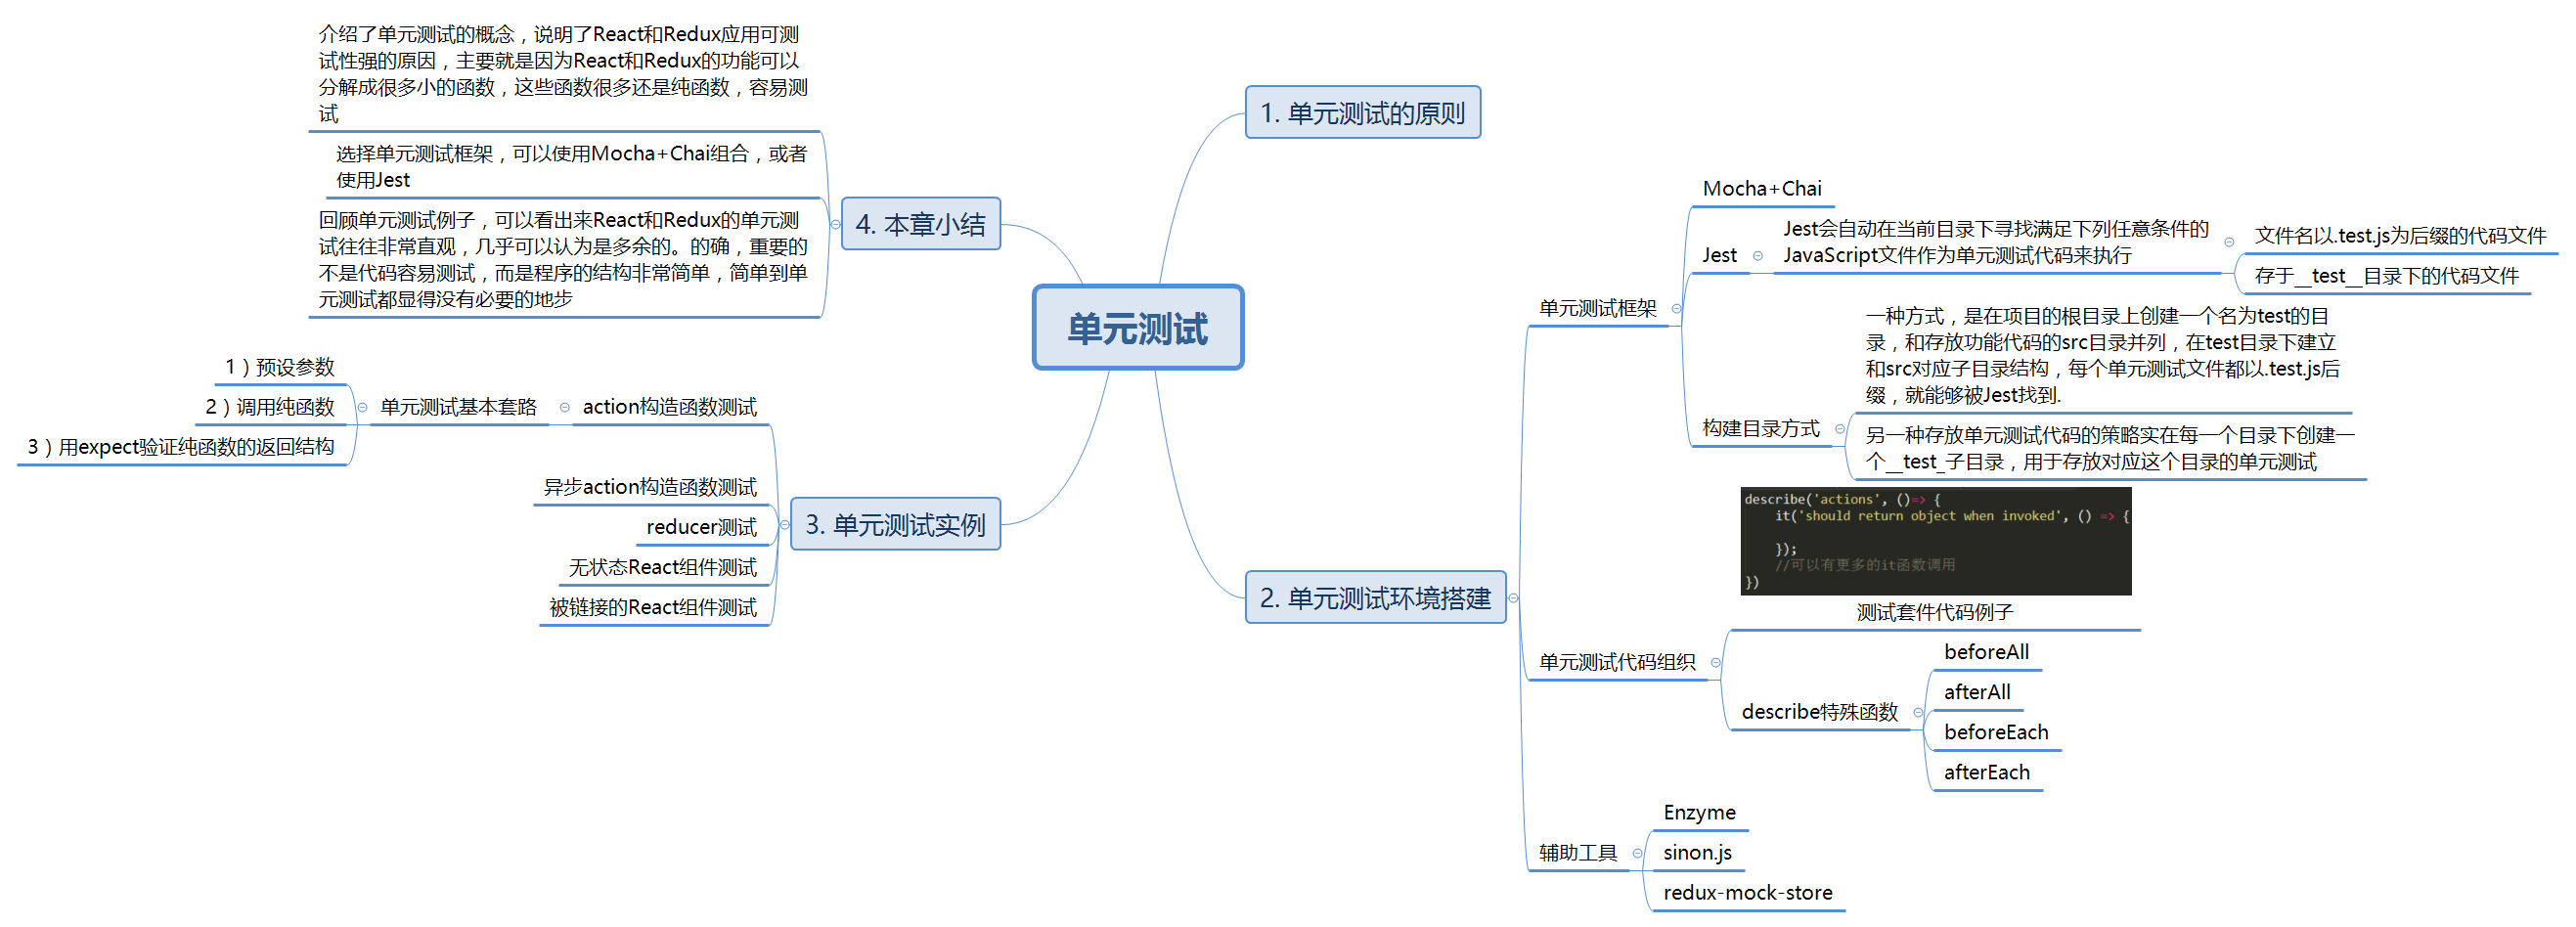 单元测试
1. 单元测试的原则
2. 单元测试环境搭建
单元测试框架
Mocha+Chai
Jest
Jest会自动在当前目录下寻找满足下列任意条件的
JavaScript文件作为单元测试代码来执行
文件名以.test.js为后缀的代码文件
存于__test__目录下的代码文件
构建目录方式
一种方式，是在项目的根目录上创建一个名为test的目
录，和存放功能代码的src目录并列，在test目录下建立
和src对应子目录结构，每个单元测试文件都以.test.js后
缀，就能够被Jest找到.
另一种存放单元测试代码的策略实在每一个目录下创建一
个__test_子目录，用于存放对应这个目录的单元测试
单元测试代码组织
describe('actions', ()=> {
it('should return object when invoked', () => {
});
//可以有更多的it函数调用
})
测试套件代码例子
describe特殊函数
beforeAll
afterAll
beforeEach
afterEach
辅助工具
Enzyme
sinon.js
redux-mock-store
3. 单元测试实例
action构造函数测试
单元测试基本套路
1）预设参数
2）调用纯函数
3）用expect验证纯函数的返回结构
异步action构造函数测试
reducer测试
无状态React组件测试
被链接的React组件测试
4. 本章小结
介绍了单元测试的概念，说明了React和Redux应用可测
试性强的原因，主要就是因为React和Redux的功能可以
分解成很多小的函数，这些函数很多还是纯函数，容易测
试
选择单元测试框架，可以使用Mocha+Chai组合，或者
使用Jest
回顾单元测试例子，可以看出来React和Redux的单元测
试往往非常直观，几乎可以认为是多余的。的确，重要的
不是代码容易测试，而是程序的结构非常简单，简单到单
元测试都显得没有必要的地步